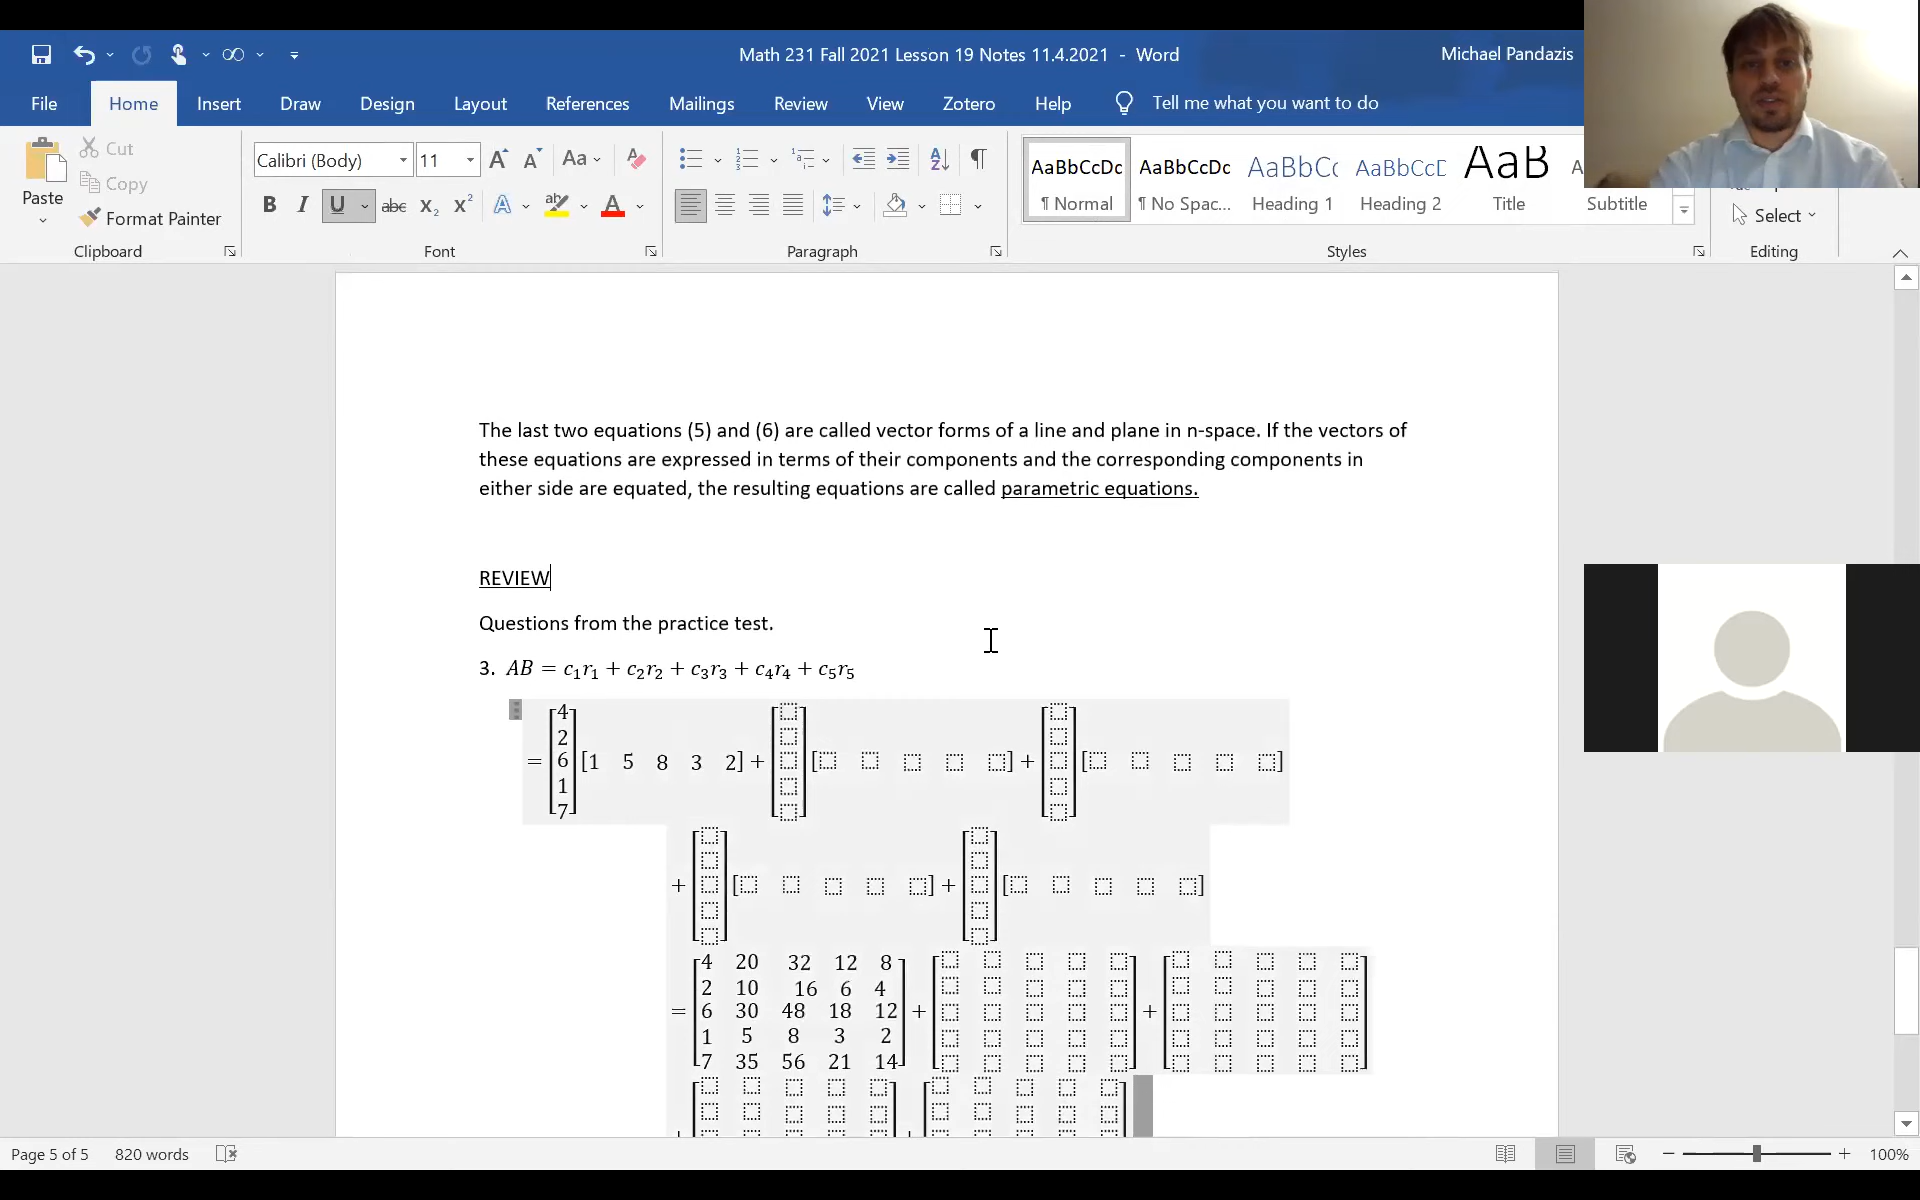 Math 231 Fall 2021 Lesson 19 Notes 11.4.2021 - Word
Michael Pandazis
File Home Insert Draw Design Layout References Mailings Review View Zotero Help Tell me what you want to do
Paste
Cut
Copy
Format Painter
Calibri (Body) 11
Aa
B I U abc X₂ X² A A
AaBbCcDc AaBbCcDc AaBbCc AaBbCcD AaB
¶ Normal ¶ No Spac... Heading 1 Heading 2 Title Subtitle
Select
Clipboard Font Paragraph Styles Editing
The last two equations (5) and (6) are called vector forms of a line and plane in n-space. If the vectors of
these equations are expressed in terms of their components and the corresponding components in
either side are equated, the resulting equations are called parametric equations.
REVIEW
Questions from the practice test.
3. AB = c₁r₁ + c₂r₂ + c₃r₃ + c₄r₄ + c₅r₅
4
2
= 6 [1 5 8 3 2] + [ ] + [ ]
1
7
+ [ ] + [ ]
4 20 32 12 8
2 10 16 6 4
= 6 30 48 18 12 + +
1 5 8 3 2
7 35 56 21 14
+ +
Page 5 of 5 820 words 100%